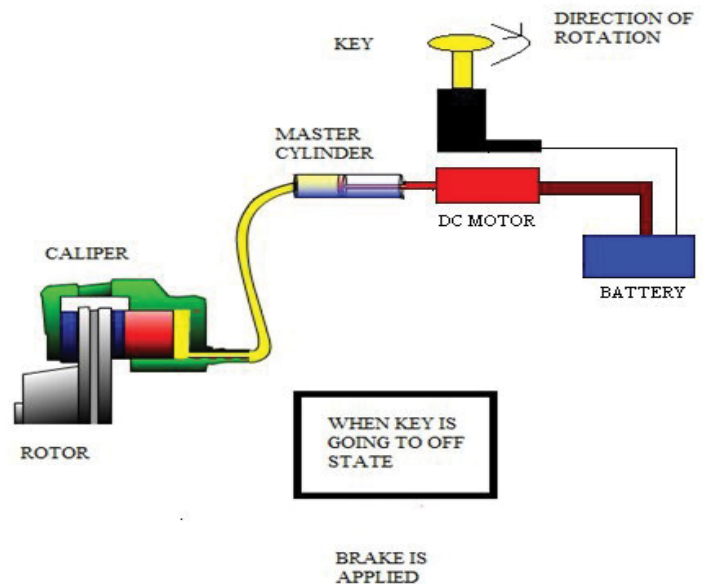 DIRECTION OF
ROTATION
KEY
MASTER
CYLINDER
DC MOTOR
CALIPER
BATTERY
WHEN KEY IS
GOING TO OFF
STATE
ROTOR
BRAKE IS
APPLIED